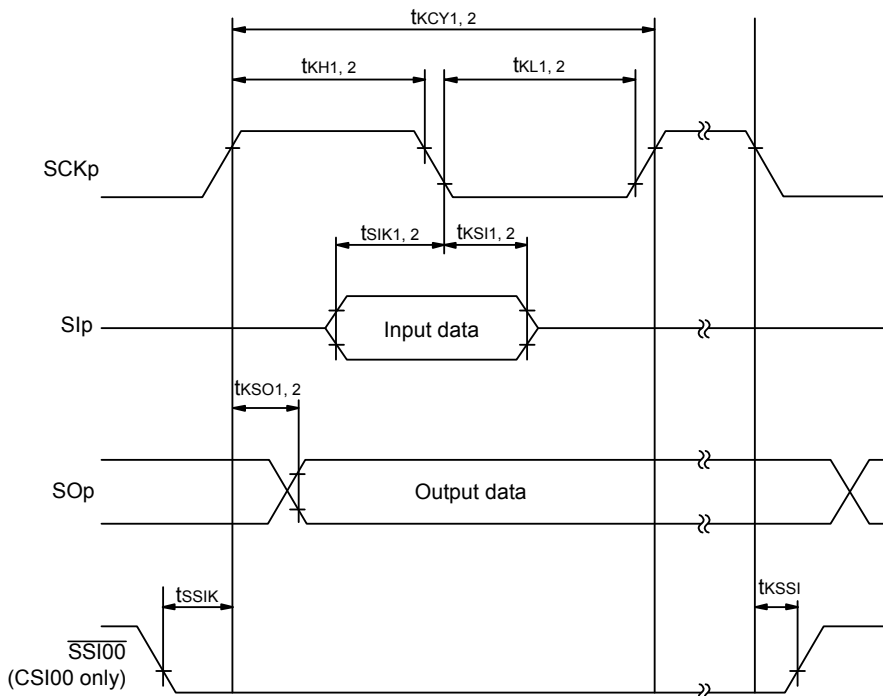 tKCY1, 2
tKH1, 2
tKL1, 2
SCKp
tSIK1, 2
tKSI1, 2
SIp
Input data
tKSO1, 2
SOp
Output data
tSSIK
tKSSI
SSI00
(CSI00 only)